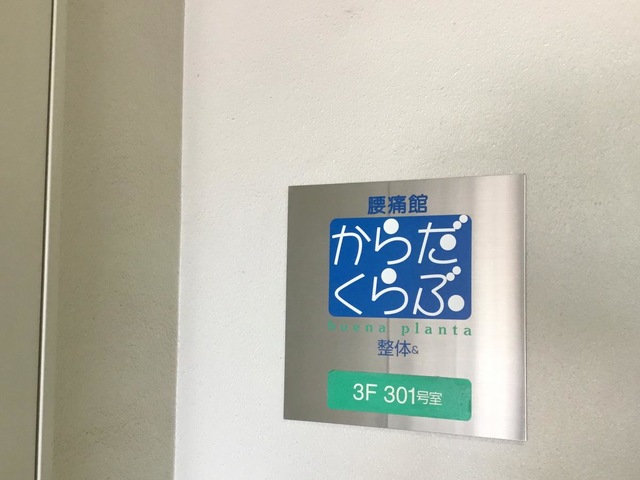 腰痛館
からだ
くらぶ
Buena planta
整体&
3F 301号室